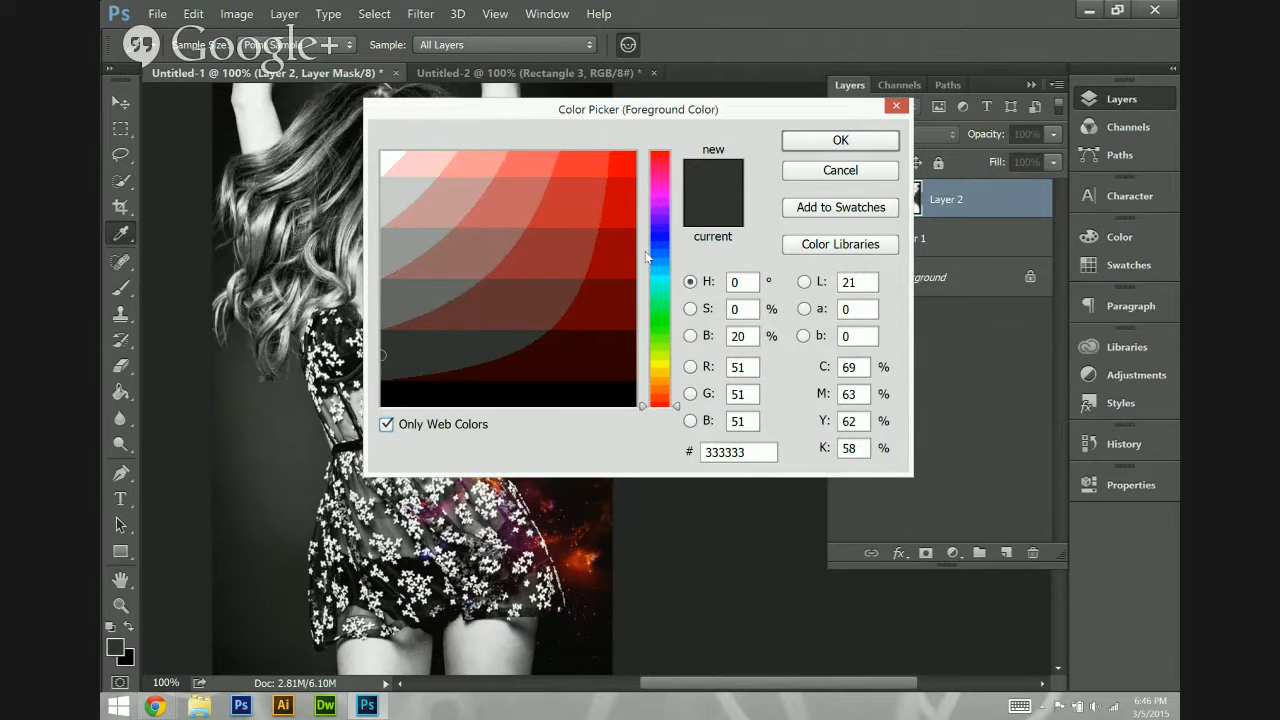 Ps File Edit Image Layer Type Select Filter 3D View Window Help
Google+
Sample Size: Point Sample Sample: All Layers
Untitled-1 @ 100% (Layer 2, Layer Mask/8) * × Untitled-2 @ 100% (Rectangle 3, RGB/8#) * ×
Layers Channels Paths
Color Picker (Foreground Color)
Opacity: 100%
Fill: 100%
Layer 2
1
ground
new
current
OK
Cancel
Add to Swatches
Color Libraries
H: 0 °
S: 0 %
B: 20 %
R: 51
G: 51
B: 51
# 333333
L: 21
a: 0
b: 0
C: 69 %
M: 63 %
Y: 62 %
K: 58 %
Only Web Colors
Layers
Channels
Paths
Character
Color
Swatches
Paragraph
Libraries
Adjustments
Styles
History
Properties
fx
100% Doc: 2.81M/6.10M
Ps Ai Dw Ps
6:46 PM
3/5/2015